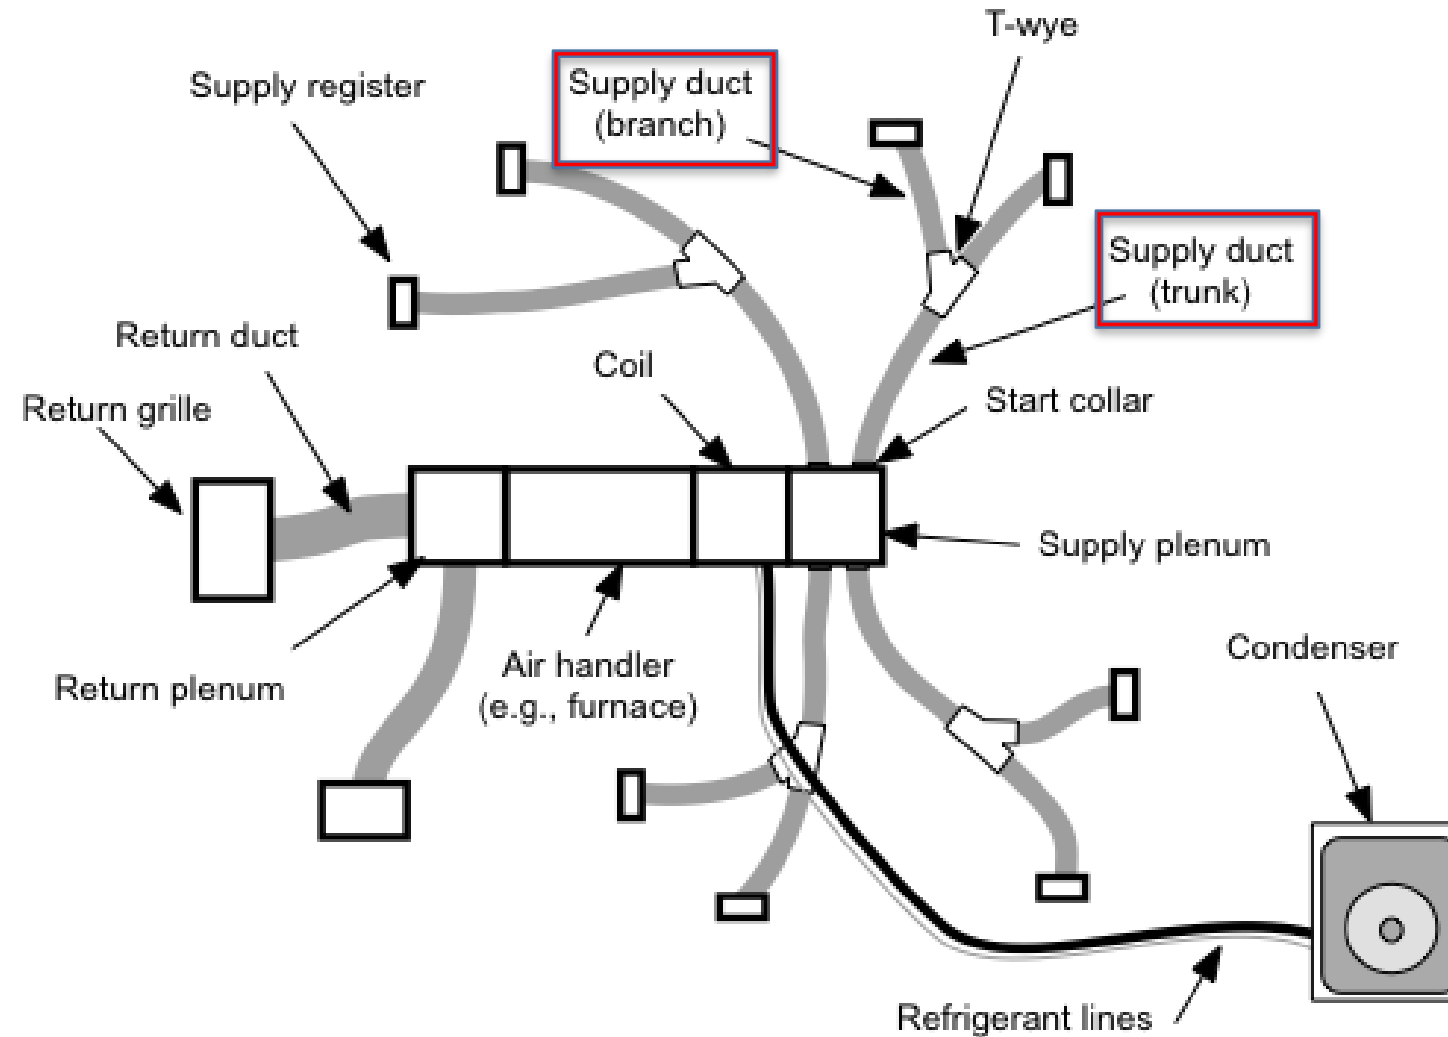 T-wye
Supply register
Supply duct
(branch)
Supply duct
(trunk)
Return duct
Coil
Return grille
Start collar
Supply plenum
Return plenum
Air handler
(e.g., furnace)
Condenser
Refrigerant lines